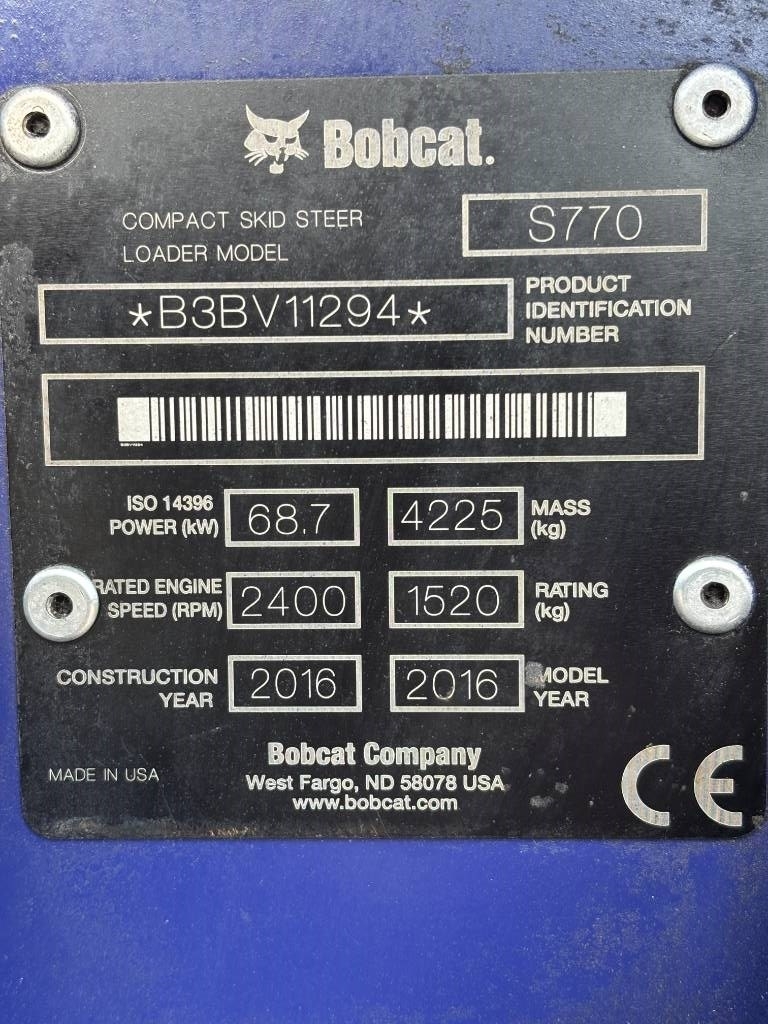 Bobcat.
COMPACT SKID STEER
LOADER MODEL
S770
*B3BV11294*
PRODUCT
IDENTIFICATION
NUMBER
ISO 14396
POWER (kW)
68.7
4225
MASS
(kg)
RATED ENGINE
SPEED (RPM)
2400
1520
RATING
(kg)
CONSTRUCTION
YEAR
2016
2016
MODEL
YEAR
Bobcat Company
MADE IN USA
West Fargo, ND 58078 USA
www.bobcat.com
CE